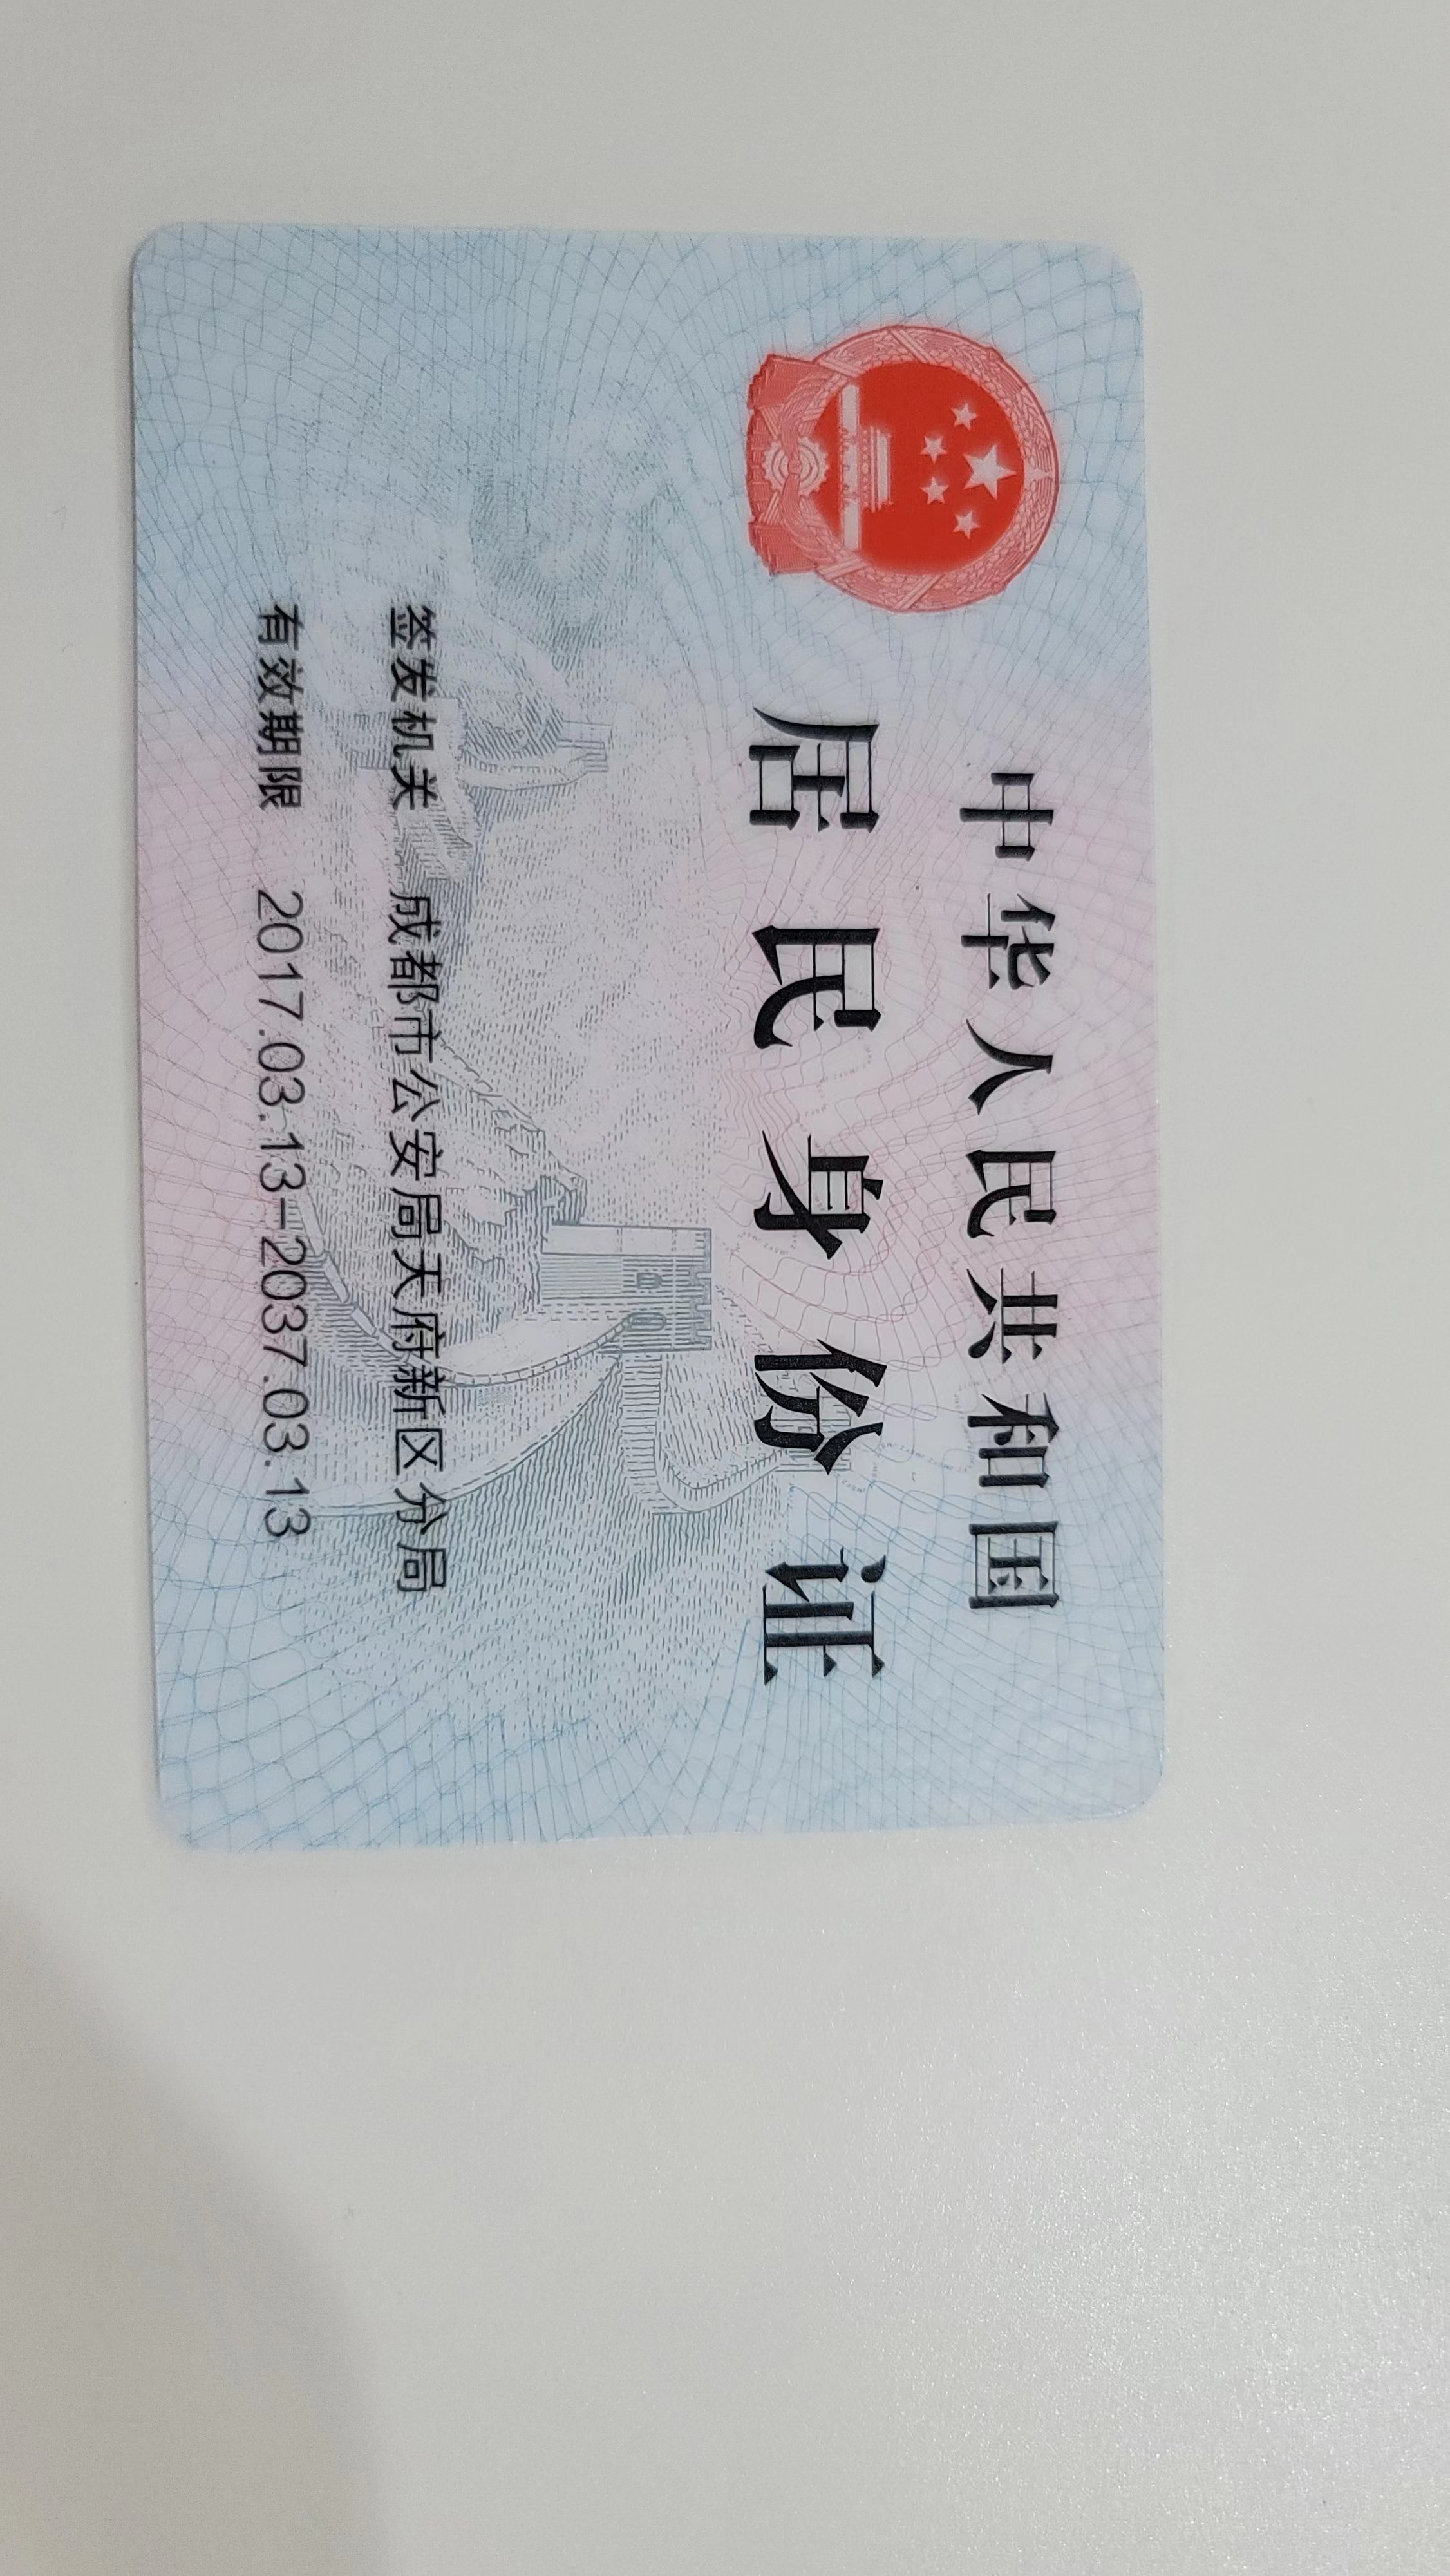 中华人民共和国
居民身份证
签发机关 成都市公安局天府新区分局
有效期限 2017.03.13-2037.03.13